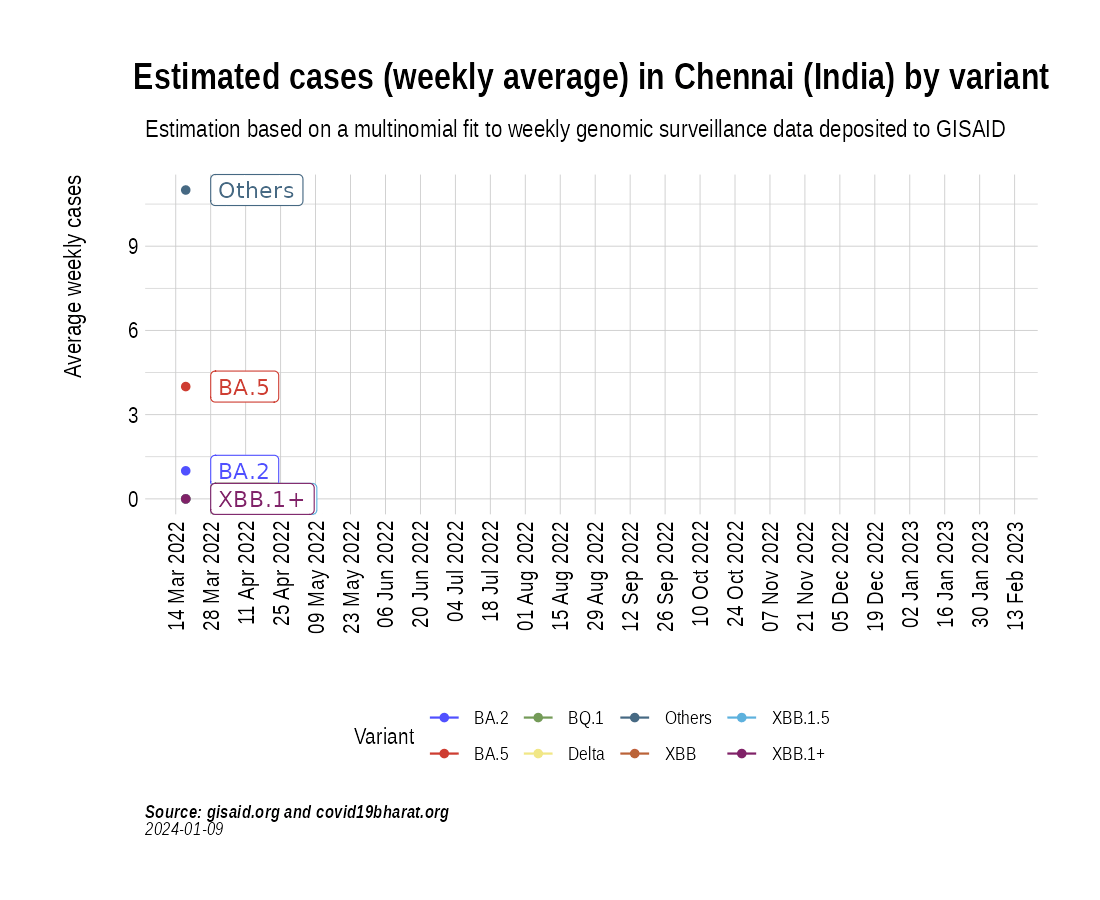 Estimated cases (weekly average) in Chennai (India) by variant
Estimation based on a multinomial fit to weekly genomic surveillance data deposited to GISAID
Average weekly cases
Others
9
6
BA.5
3
BA.2
XBB.1+
0
14 Mar 2022
28 Mar 2022
11 Apr 2022
25 Apr 2022
09 May 2022
23 May 2022
06 Jun 2022
20 Jun 2022
04 Jul 2022
18 Jul 2022
01 Aug 2022
15 Aug 2022
29 Aug 2022
12 Sep 2022
26 Sep 2022
10 Oct 2022
24 Oct 2022
07 Nov 2022
21 Nov 2022
05 Dec 2022
19 Dec 2022
02 Jan 2023
16 Jan 2023
30 Jan 2023
13 Feb 2023
Variant
BA.2 BQ.1 Others XBB.1.5
BA.5 Delta XBB XBB.1+
Source: gisaid.org and covid19bharat.org
2024-01-09